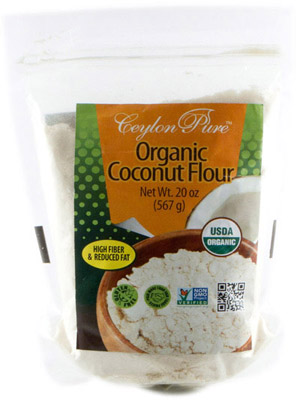 Ceylon Pure™
Organic
Coconut Flour
Net Wt. 20 oz
(567 g)
USDA
ORGANIC
HIGH FIBER
& REDUCED FAT
NON
GMO
Project
VERIFIED